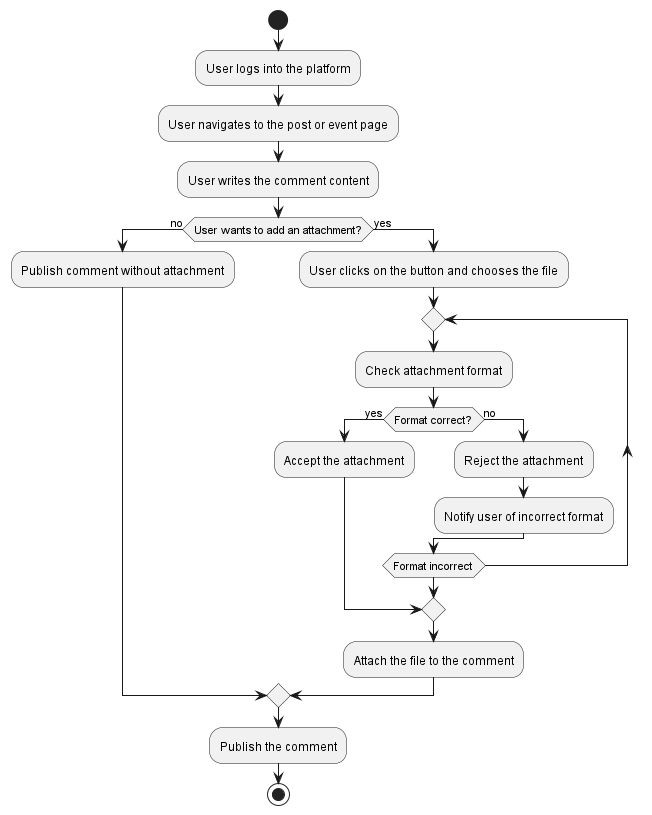 User logs into the platform
User navigates to the post or event page
User writes the comment content
no
User wants to add an attachment?
yes
Publish comment without attachment
User clicks on the button and chooses the file
Check attachment format
yes
Format correct?
no
Accept the attachment
Reject the attachment
Notify user of incorrect format
Format incorrect
Attach the file to the comment
Publish the comment